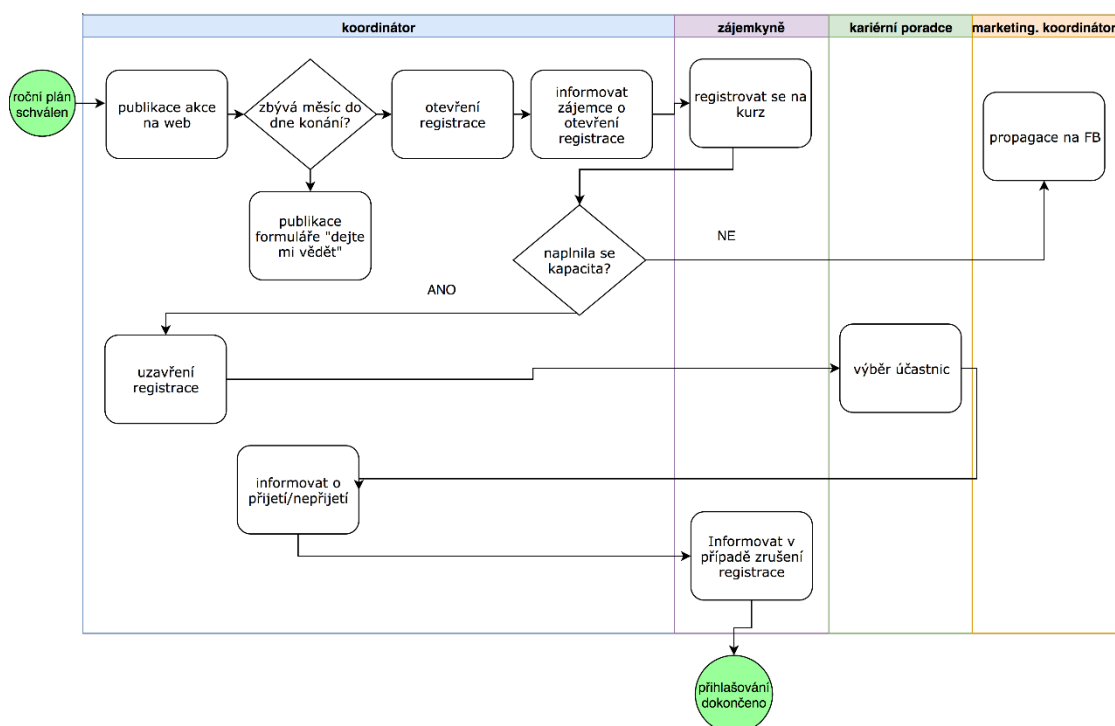 koordinátor
zájemkyně
kariérní poradce
marketing. koordinátor
roční plán
schválen
publikace akce
na web
zbývá měsíc do
dne konání?
otevření
registrace
informovat
zájemce o
otevření
registrace
registrovat se na
kurz
propagace na FB
publikace
formuláře "dejte
mi vědět"
naplnila se
kapacita?
NE
ANO
uzavření
registrace
výběr účastnic
informovat o
přijetí/nepřijetí
Informovat v
případě zrušení
registrace
přihlašování
dokončeno